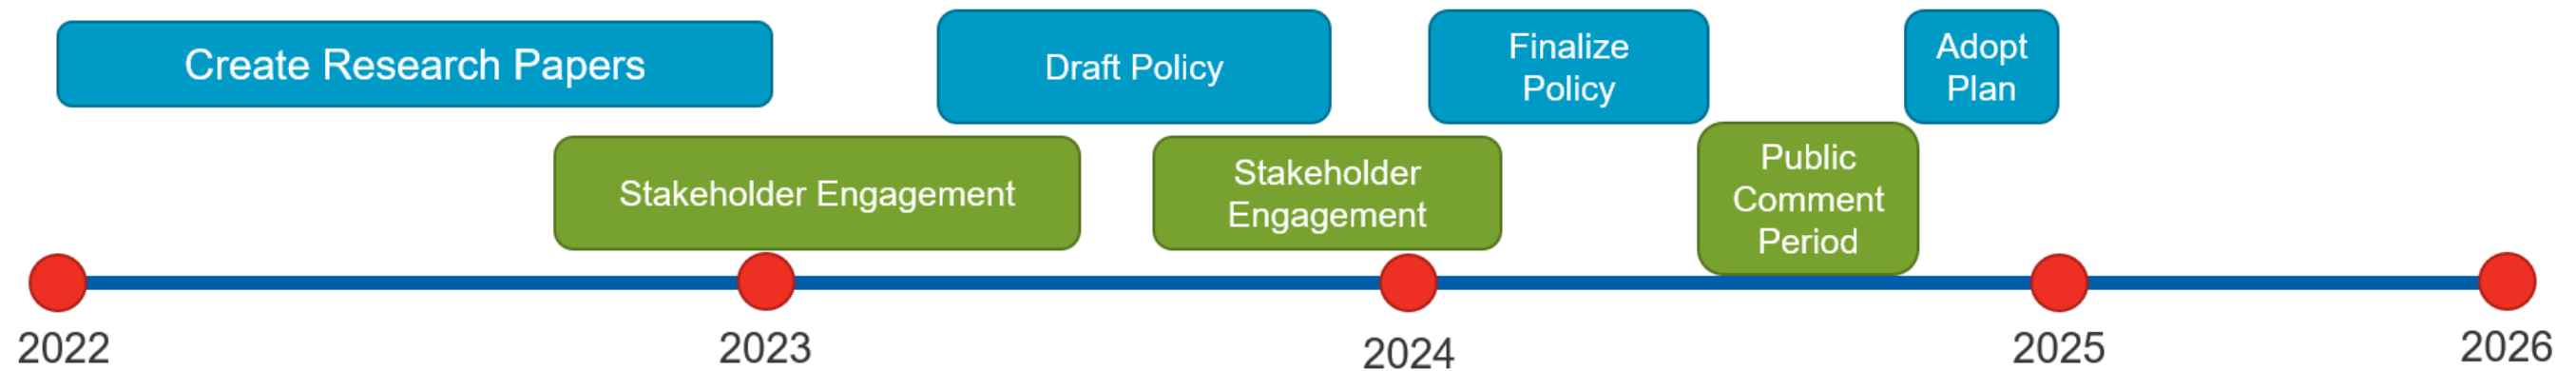 Create Research Papers
Draft Policy
Finalize
Policy
Adopt
Plan
Stakeholder Engagement
Stakeholder
Engagement
Public
Comment
Period
2022
2023
2024
2025
2026